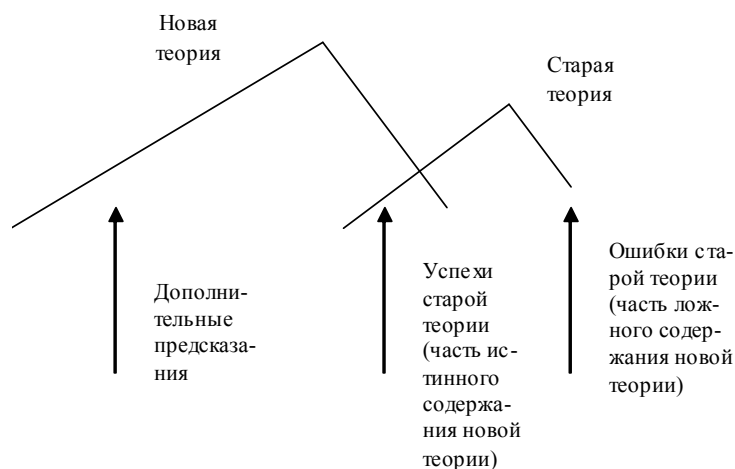 Новая
теория
Старая
теория
Дополни-
тельные
предсказа-
ния
Успехи
старой
теории
(часть ис-
тинного
содержа-
ния новой
теории)
Ошибки ста-
рой теории
(часть лож-
ного содер-
жания новой
теории)